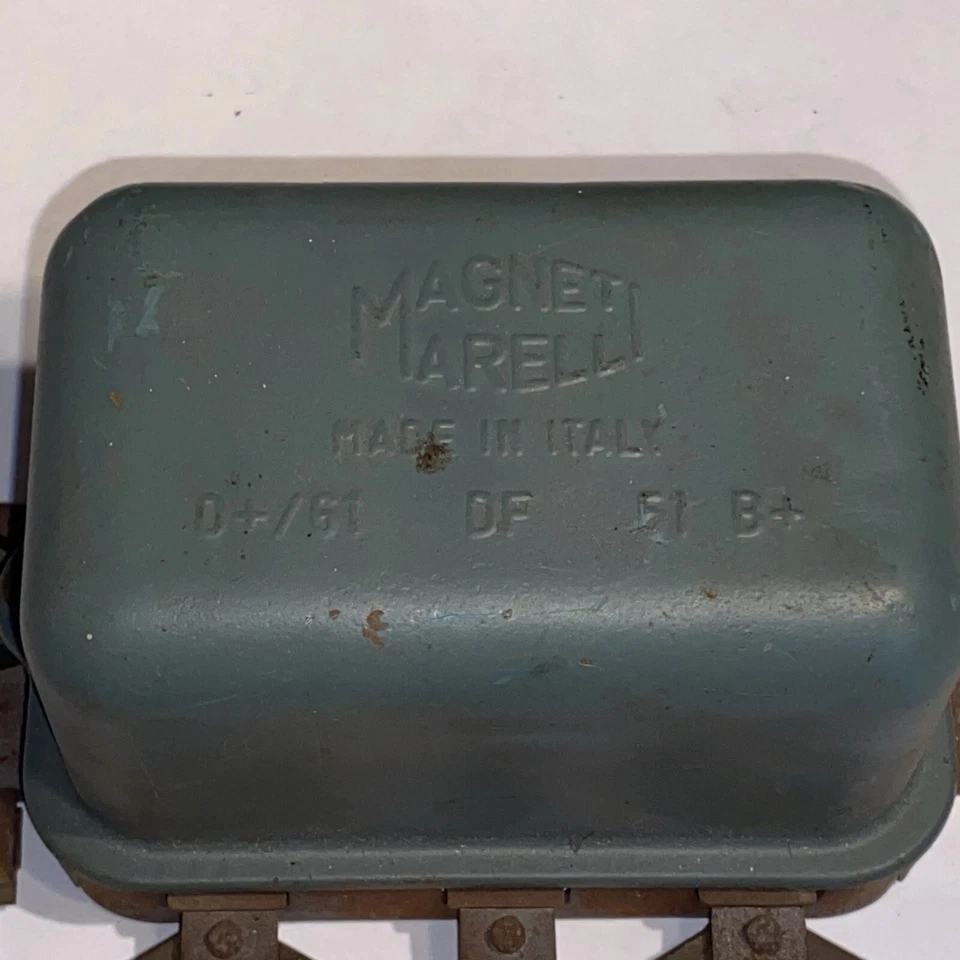 MAGNETI
MARELLI
MADE IN ITALY
D+/61 DF 51 B+